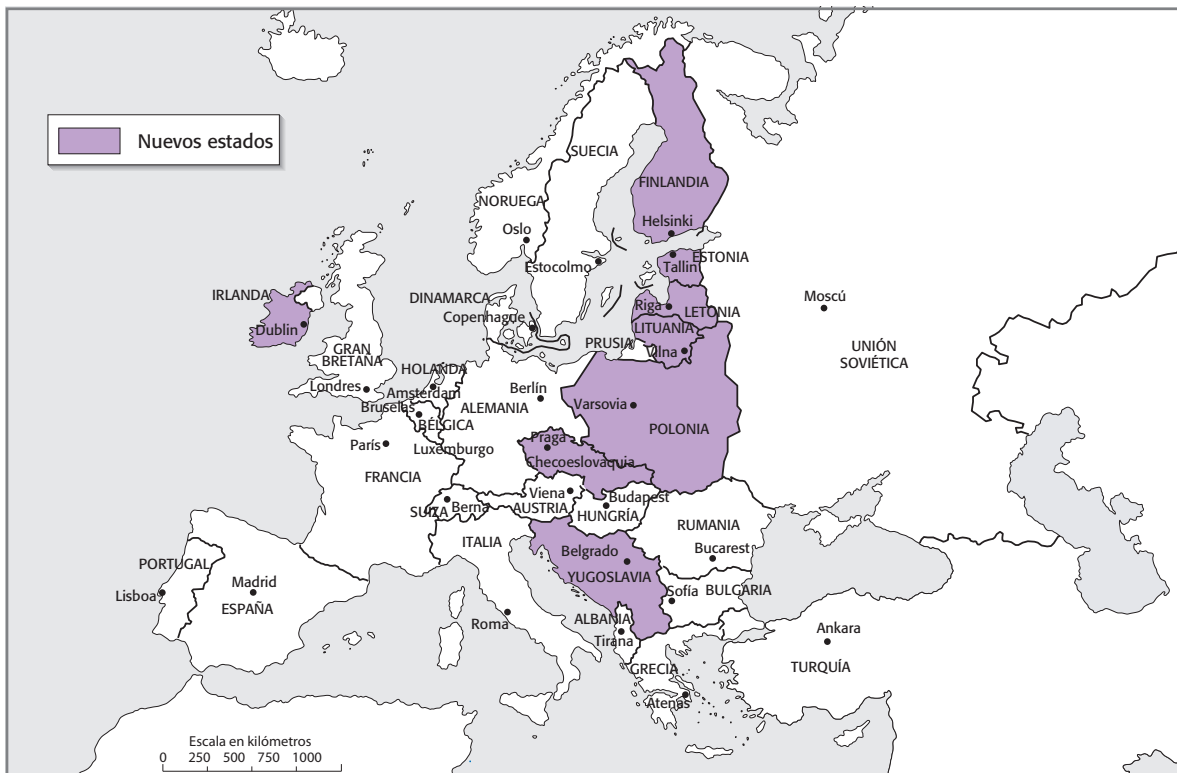 Nuevos estados
SUECIA
FINLANDIA
NORUEGA
Helsinki
Oslo
ESTONIA
Estocolmo
Tallin
IRLANDA
DINAMARCA
Moscú
Riga
LETONIA
Copenhague
Dublin
LITUANIA
PRUSIA
Vilna
UNIÓN
SOVIÉTICA
GRAN
BRETAÑA
HOLANDA
Londres
Amsterdam
Berlín
Bruselas
ALEMANIA
Varsovia
BÉLGICA
POLONIA
París
Luxemburgo
Praga
Checoeslovaquia
FRANCIA
Viena
Budapest
SUIZA
Berna
AUSTRIA
HUNGRÍA
RUMANIA
ITALIA
Belgrado
Bucarest
PORTUGAL
YUGOSLAVIA
Madrid
Sofía
BULGARIA
Lisboa
ESPAÑA
Roma
ALBANIA
Tirana
Ankara
GRECIA
TURQUÍA
Atenas
Escala en kilómetros
0 250 500 750 1000